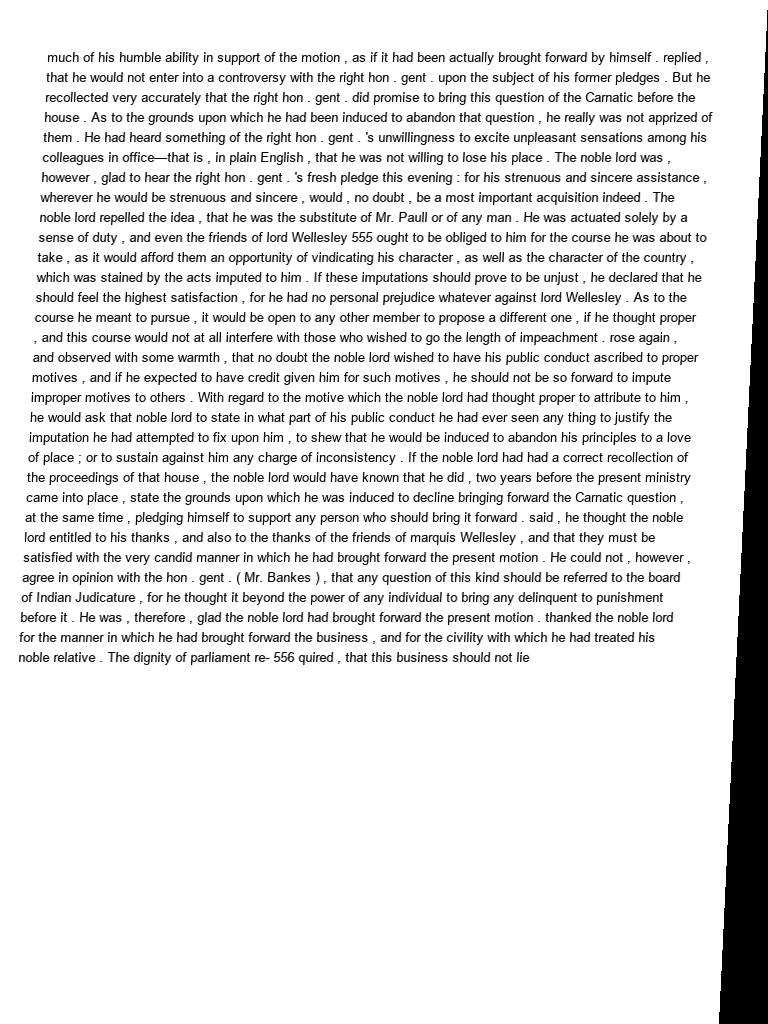 much of his humble ability in support of the motion , as if it had been actually brought forward by himself . replied ,
that he would not enter into a controversy with the right hon . gent . upon the subject of his former pledges . But he
recollected very accurately that the right hon . gent . did promise to bring this question of the Carnatic before the
house . As to the grounds upon which he had been induced to abandon that question , he really was not apprized of
them . He had heard something of the right hon . gent . 's unwillingness to excite unpleasant sensations among his
colleagues in office—that is , in plain English , that he was not willing to lose his place . The noble lord was ,
however , glad to hear the right hon . gent . 's fresh pledge this evening : for his strenuous and sincere assistance ,
wherever he would be strenuous and sincere , would , no doubt , be a most important acquisition indeed . The
noble lord repelled the idea , that he was the substitute of Mr. Paull or of any man . He was actuated solely by a
sense of duty , and even the friends of lord Wellesley 555 ought to be obliged to him for the course he was about to
take , as it would afford them an opportunity of vindicating his character , as well as the character of the country ,
which was stained by the acts imputed to him . If these imputations should prove to be unjust , he declared that he
should feel the highest satisfaction , for he had no personal prejudice whatever against lord Wellesley . As to the
course he meant to pursue , it would be open to any other member to propose a different one , if he thought proper
, and this course would not at all interfere with those who wished to go the length of impeachment . rose again ,
and observed with some warmth , that no doubt the noble lord wished to have his public conduct ascribed to proper
motives , and if he expected to have credit given him for such motives , he should not be so forward to impute
improper motives to others . With regard to the motive which the noble lord had thought proper to attribute to him ,
he would ask that noble lord to state in what part of his public conduct he had ever seen any thing to justify the
imputation he had attempted to fix upon him , to shew that he would be induced to abandon his principles to a love
of place ; or to sustain against him any charge of inconsistency . If the noble lord had had a correct recollection of
the proceedings of that house , the noble lord would have known that he did , two years before the present ministry
came into place , state the grounds upon which he was induced to decline bringing forward the Carnatic question ,
at the same time , pledging himself to support any person who should bring it forward . said , he thought the noble
lord entitled to his thanks , and also to the thanks of the friends of marquis Wellesley , and that they must be
satisfied with the very candid manner in which he had brought forward the present motion . He could not , however ,
agree in opinion with the hon . gent . ( Mr. Bankes ) , that any question of this kind should be referred to the board
of Indian Judicature , for he thought it beyond the power of any individual to bring any delinquent to punishment
before it . He was , therefore , glad the noble lord had brought forward the present motion . thanked the noble lord
for the manner in which he had brought forward the business , and for the civility with which he had treated his
noble relative . The dignity of parliament re- 556 quired , that this business should not lie